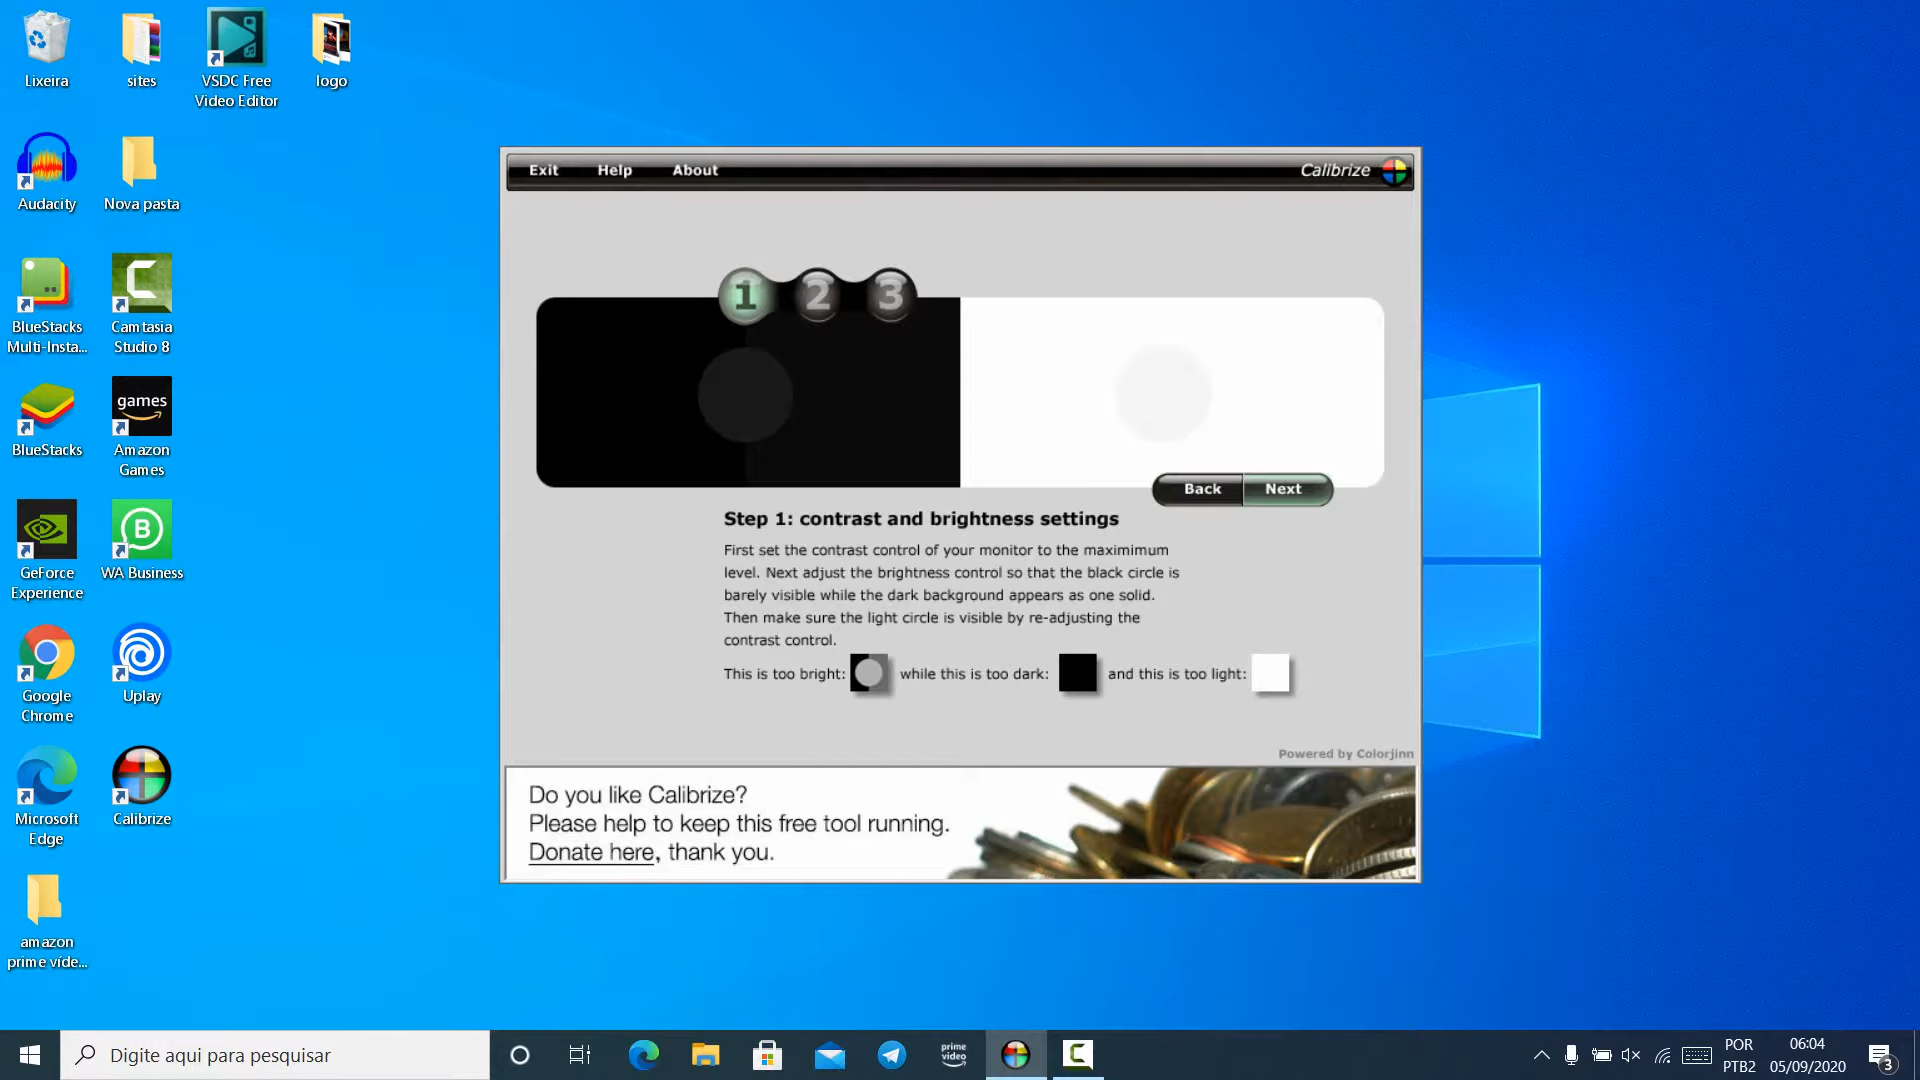 Lixeira
sites
VSDC Free
Video Editor
logo
Audacity
Nova pasta
BlueStacks
Multi-Insta...
Camtasia
Studio 8
BlueStacks
games
Amazon
Games
GeForce
Experience
WA Business
Google
Chrome
Uplay
Microsoft
Edge
Calibrize
amazon
prime víde...
Exit Help About
Calibrize
1 2 3
Back Next
Step 1: contrast and brightness settings
First set the contrast control of your monitor to the maximimum
level. Next adjust the brightness control so that the black circle is
barely visible while the dark background appears as one solid.
Then make sure the light circle is visible by re-adjusting the
contrast control.
This is too bright: while this is too dark: and this is too light:
Powered by Colorjinn
Do you like Calibrize?
Please help to keep this free tool running.
Donate here, thank you.
Digite aqui para pesquisar
prime
video
POR
PTB2
06:04
05/09/2020
3